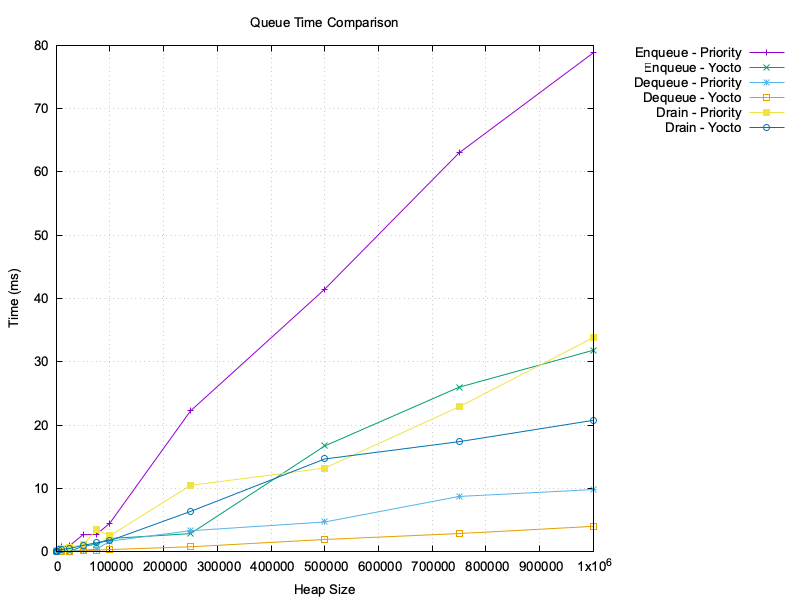 Queue Time Comparison
80
70
60
50
40
30
20
10
0
Time (ms)
0
100000
200000
300000
400000
500000
600000
700000
800000
900000
1x10^6
Heap Size
Enqueue - Priority
Enqueue - Yocto
Dequeue - Priority
Dequeue - Yocto
Drain - Priority
Drain - Yocto